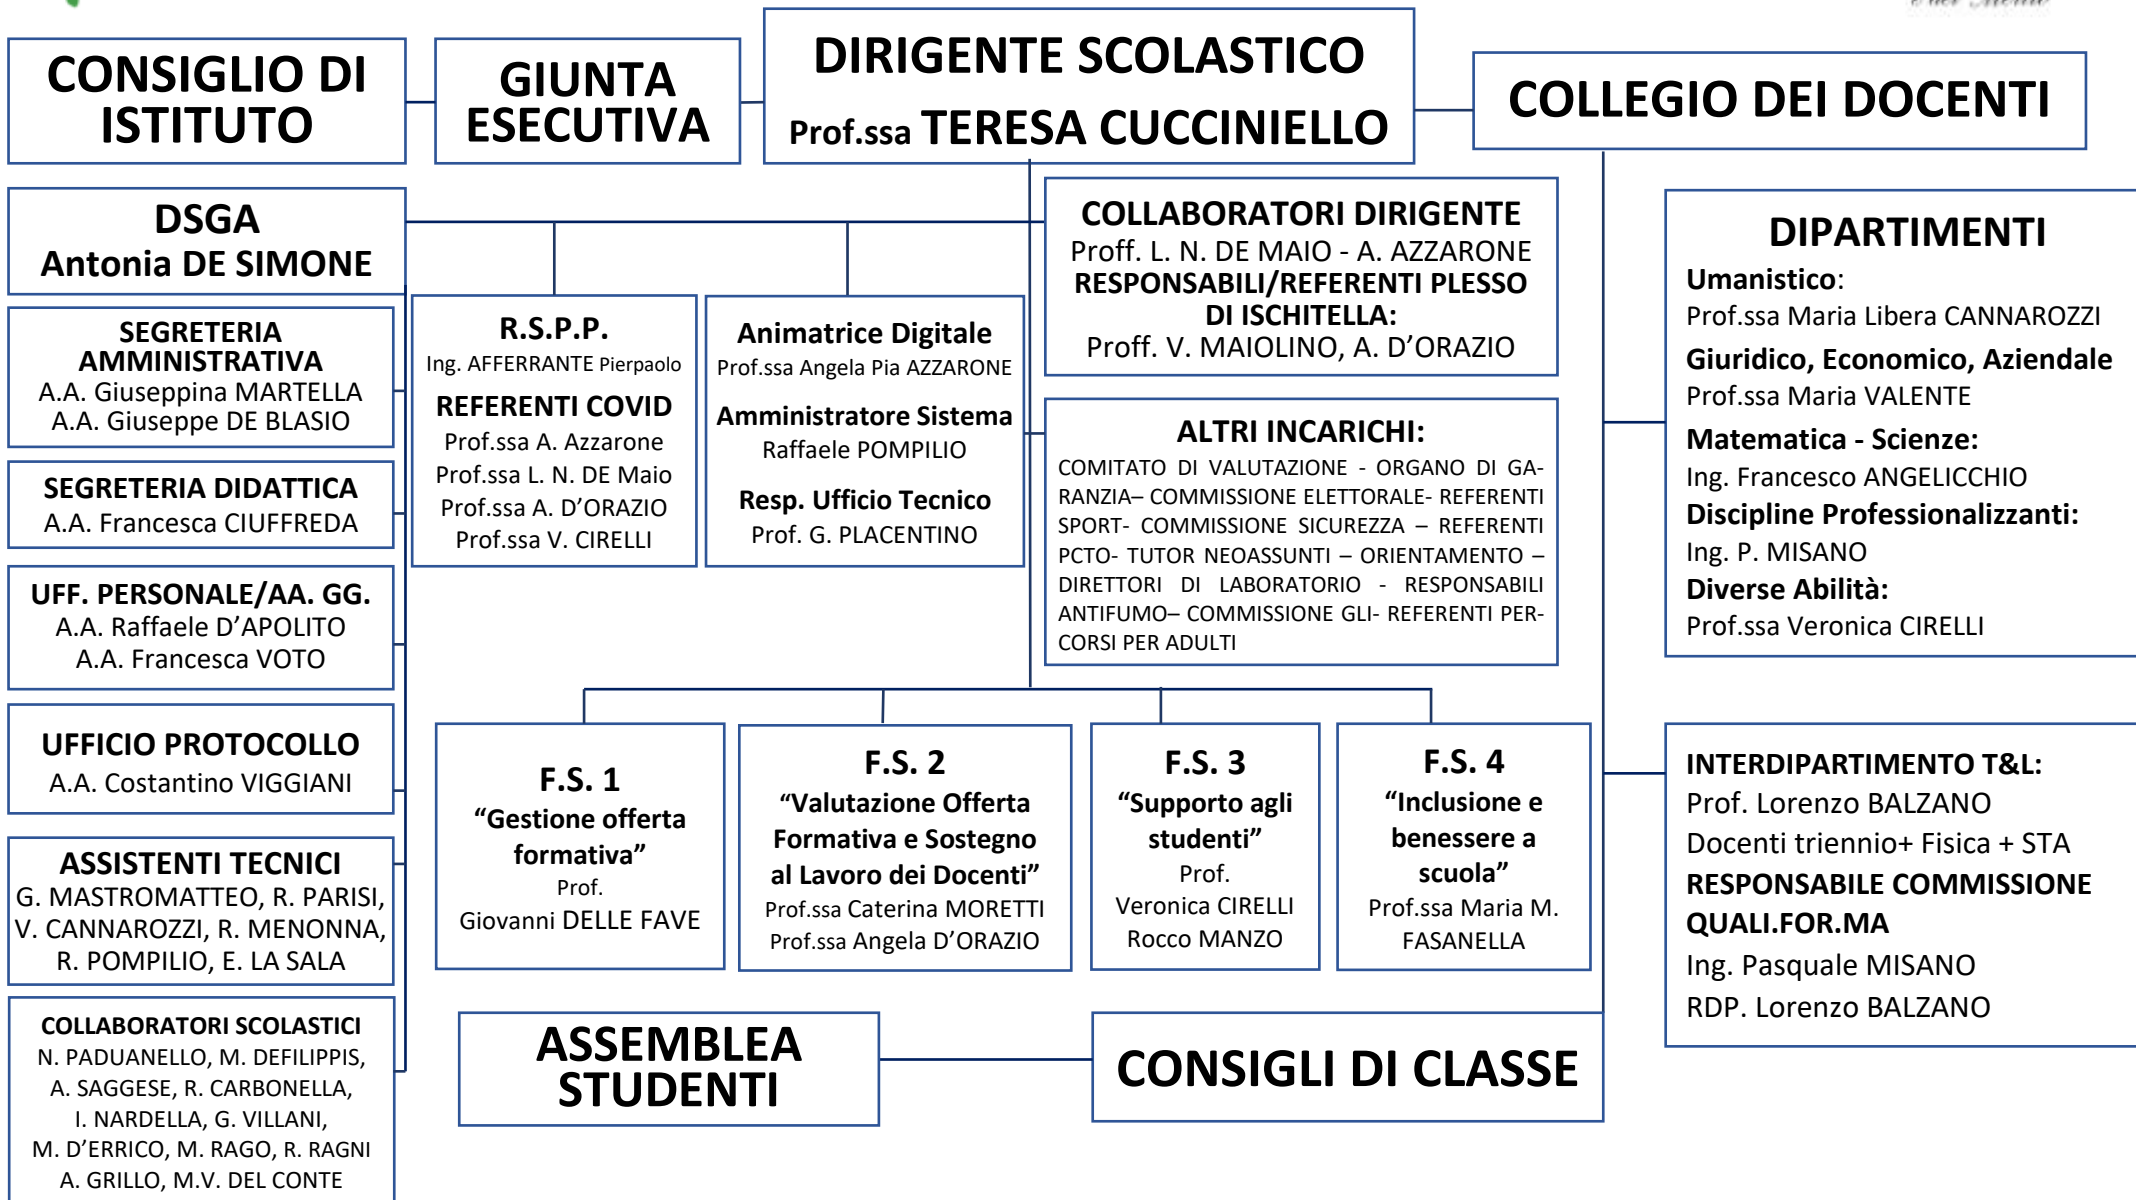 CONSIGLIO DI
ISTITUTO
GIUNTA
ESECUTIVA
DIRIGENTE SCOLASTICO
Prof.ssa TERESA CUCCINIELLO
COLLEGIO DEI DOCENTI
DSGA
Antonia DE SIMONE
SEGRETERIA
AMMINISTRATIVA
A.A. Giuseppina MARTELLA
A.A. Giuseppe DE BLASIO
SEGRETERIA DIDATTICA
A.A. Francesca CIUFFREDA
UFF. PERSONALE/AA. GG.
A.A. Raffaele D’APOLITO
A.A. Francesca VOTO
UFFICIO PROTOCOLLO
A.A. Costantino VIGGIANI
ASSISTENTI TECNICI
G. MASTROMATTEO, R. PARISI,
V. CANNAROZZI, R. MENONNA,
R. POMPILIO, E. LA SALA
COLLABORATORI SCOLASTICI
N. PADUANELLO, M. DEFILIPPIS,
A. SAGGESE, R. CARBONELLA,
I. NARDELLA, G. VILLANI,
M. D’ERRICO, M. RAGO, R. RAGNI
A. GRILLO, M.V. DEL CONTE
R.S.P.P.
Ing. AFFERRANTE Pierpaolo
REFERENTI COVID
Prof.ssa A. Azzarone
Prof.ssa L. N. DE Maio
Prof.ssa A. D’ORAZIO
Prof.ssa V. CIRELLI
Animatrice Digitale
Prof.ssa Angela Pia AZZARONE
Amministratore Sistema
Raffaele POMPILIO
Resp. Ufficio Tecnico
Prof. G. PLACENTINO
COLLABORATORI DIRIGENTE
Proff. L. N. DE MAIO - A. AZZARONE
RESPONSABILI/REFERENTI PLESSO
DI ISCHITELLA:
Proff. V. MAIOLINO, A. D’ORAZIO
ALTRI INCARICHI:
COMITATO DI VALUTAZIONE - ORGANO DI GA-
RANZIA– COMMISSIONE ELETTORALE- REFERENTI
SPORT- COMMISSIONE SICUREZZA – REFERENTI
PCTO- TUTOR NEOASSUNTI – ORIENTAMENTO –
DIRETTORI DI LABORATORIO - RESPONSABILI
ANTIFUMO– COMMISSIONE GLI- REFERENTI PER-
CORSI PER ADULTI
DIPARTIMENTI
Umanistico:
Prof.ssa Maria Libera CANNAROZZI
Giuridico, Economico, Aziendale
Prof.ssa Maria VALENTE
Matematica - Scienze:
Ing. Francesco ANGELICCHIO
Discipline Professionalizzanti:
Ing. P. MISANO
Diverse Abilità:
Prof.ssa Veronica CIRELLI
F.S. 1
“Gestione offerta
formativa”
Prof.
Giovanni DELLE FAVE
F.S. 2
“Valutazione Offerta
Formativa e Sostegno
al Lavoro dei Docenti”
Prof.ssa Caterina MORETTI
Prof.ssa Angela D’ORAZIO
F.S. 3
“Supporto agli
studenti”
Prof.
Veronica CIRELLI
Rocco MANZO
F.S. 4
“Inclusione e
benessere a
scuola”
Prof.ssa Maria M.
FASANELLA
INTERDIPARTIMENTO T&L:
Prof. Lorenzo BALZANO
Docenti triennio+ Fisica + STA
RESPONSABILE COMMISSIONE
QUALI.FOR.MA
Ing. Pasquale MISANO
RDP. Lorenzo BALZANO
ASSEMBLEA
STUDENTI
CONSIGLI DI CLASSE